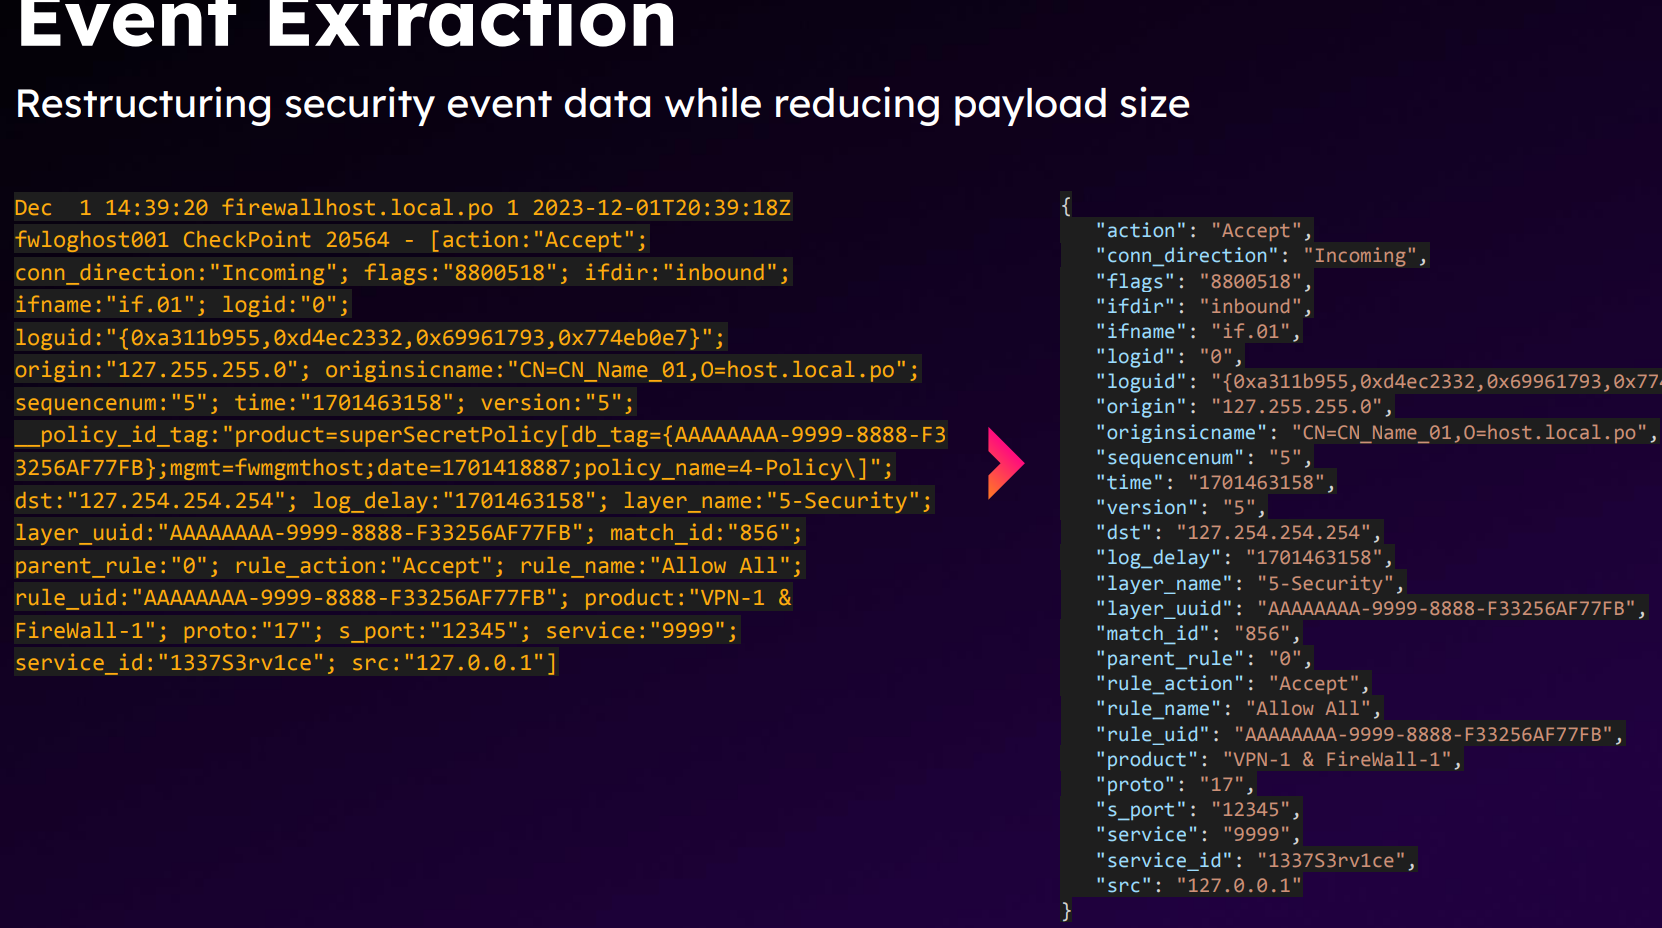 Event Extraction
Restructuring security event data while reducing payload size
Dec  1 14:39:20 firewallhost.local.po 1 2023-12-01T20:39:18Z
fwloghost001 CheckPoint 20564 - [action:"Accept";
conn_direction:"Incoming"; flags:"8800518"; ifdir:"inbound";
ifname:"if.01"; logid:"0";
loguid:"{0xa311b955,0xd4ec2332,0x69961793,0x774eb0e7}";
origin:"127.255.255.0"; originsicname:"CN=CN_Name_01,O=host.local.po";
sequencenum:"5"; time:"1701463158"; version:"5";
__policy_id_tag:"product=superSecretPolicy[db_tag={AAAAAAAA-9999-8888-F3
3256AF77FB};mgmt=fwmgmthost;date=1701418887;policy_name=4-Policy\]";
dst:"127.254.254.254"; log_delay:"1701463158"; layer_name:"5-Security";
layer_uuid:"AAAAAAAA-9999-8888-F33256AF77FB"; match_id:"856";
parent_rule:"0"; rule_action:"Accept"; rule_name:"Allow All";
rule_uid:"AAAAAAAA-9999-8888-F33256AF77FB"; product:"VPN-1 &
FireWall-1"; proto:"17"; s_port:"12345"; service:"9999";
service_id:"1337S3rv1ce"; src:"127.0.0.1"]
{
"action": "Accept",
"conn_direction": "Incoming",
"flags": "8800518",
"ifdir": "inbound",
"ifname": "if.01",
"logid": "0",
"loguid": "{0xa311b955,0xd4ec2332,0x69961793,0x774
"origin": "127.255.255.0",
"originsicname": "CN=CN_Name_01,O=host.local.po",
"sequencenum": "5",
"time": "1701463158",
"version": "5",
"dst": "127.254.254.254",
"log_delay": "1701463158",
"layer_name": "5-Security",
"layer_uuid": "AAAAAAAA-9999-8888-F33256AF77FB",
"match_id": "856",
"parent_rule": "0",
"rule_action": "Accept",
"rule_name": "Allow All",
"rule_uid": "AAAAAAAA-9999-8888-F33256AF77FB",
"product": "VPN-1 & FireWall-1",
"proto": "17",
"s_port": "12345",
"service": "9999",
"service_id": "1337S3rv1ce",
"src": "127.0.0.1"
}